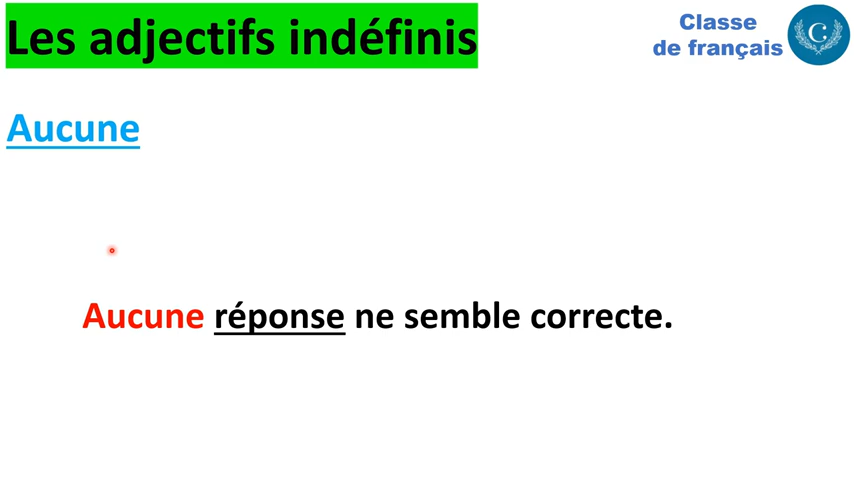 Les adjectifs indéfinis
Classe
de français
C
Aucune
Aucune réponse ne semble correcte.